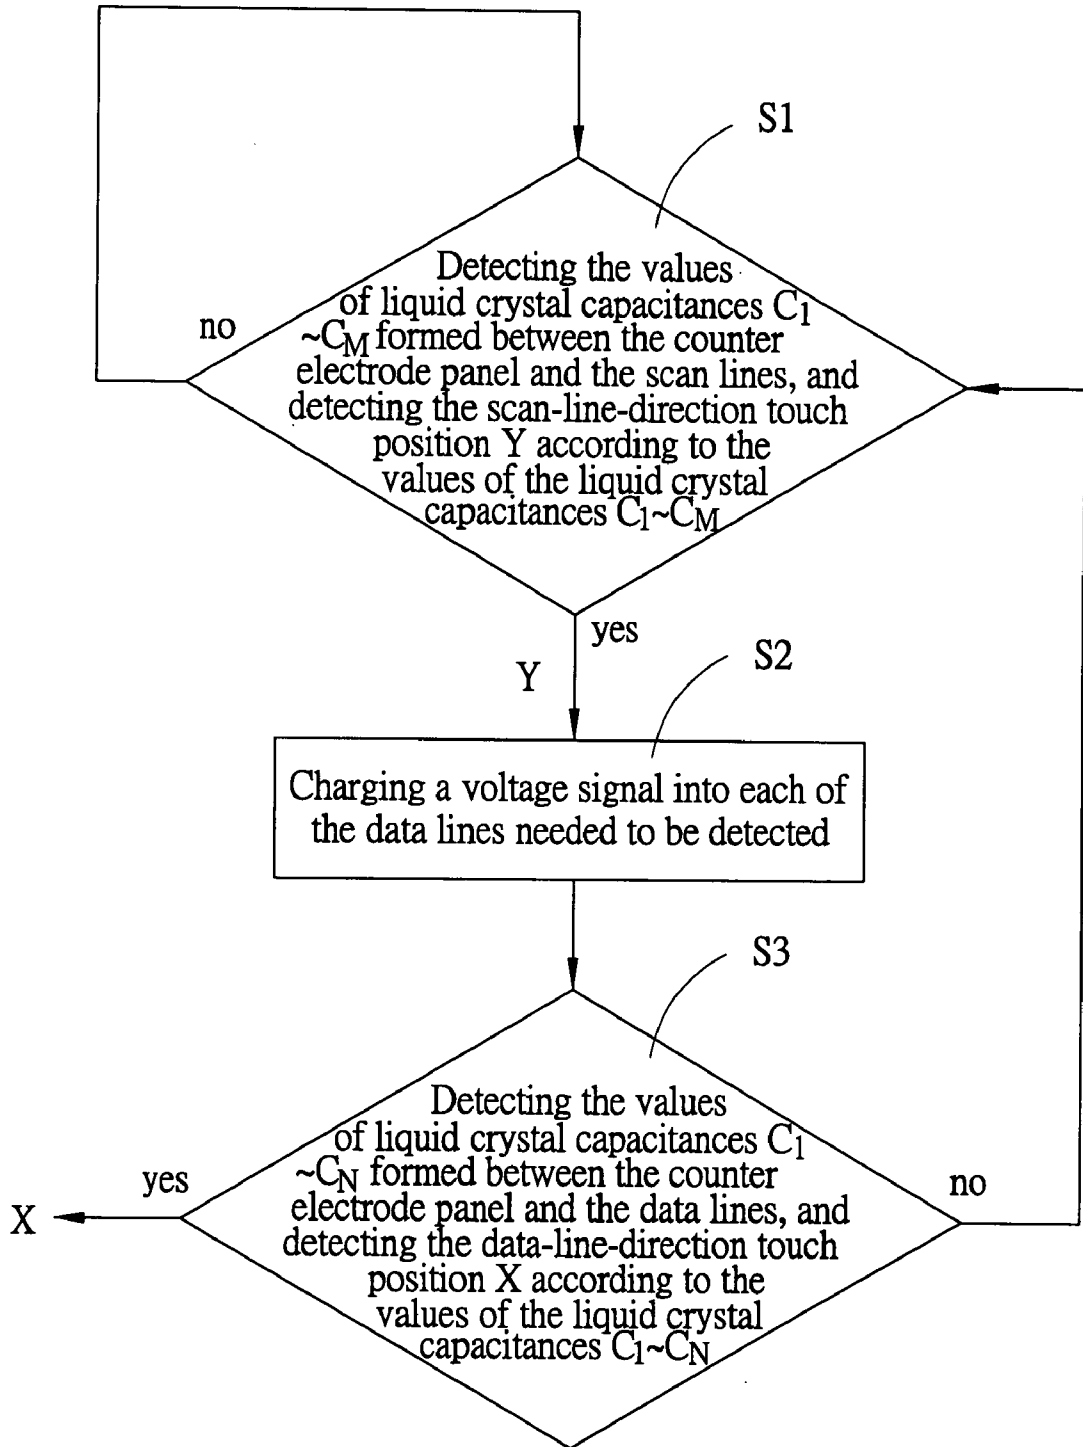 S1
Detecting the values
of liquid crystal capacitances C1
~CM formed between the counter
electrode panel and the scan lines, and
detecting the scan-line-direction touch
position Y according to the
values of the liquid crystal
capacitances C1~CM
no
yes
Y
S2
Charging a voltage signal into each of
the data lines needed to be detected
S3
Detecting the values
of liquid crystal capacitances C1
~CN formed between the counter
electrode panel and the data lines, and
detecting the data-line-direction touch
position X according to the
values of the liquid crystal
capacitances C1~CN
yes
X
no